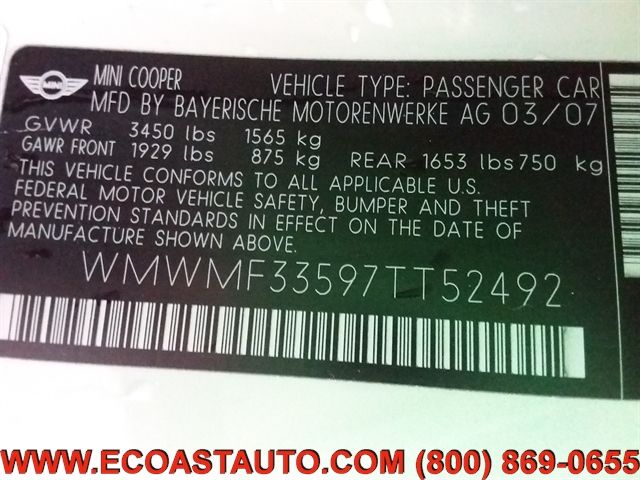 MINI
MINI COOPER VEHICLE TYPE: PASSENGER CAR
MFD BY BAYERISCHE MOTORENWERKE AG 03/07
GVWR 3450 lbs 1565 kg
GAWR FRONT 1929 lbs 875 kg REAR 1653 lbs 750 kg
THIS VEHICLE CONFORMS TO ALL APPLICABLE U.S.
FEDERAL MOTOR VEHICLE SAFETY, BUMPER AND THEFT
PREVENTION STANDARDS IN EFFECT ON THE DATE OF
MANUFACTURE SHOWN ABOVE.
WMWMF33597TT52492
WWW.ECOASTAUTO.COM (800) 869-0655